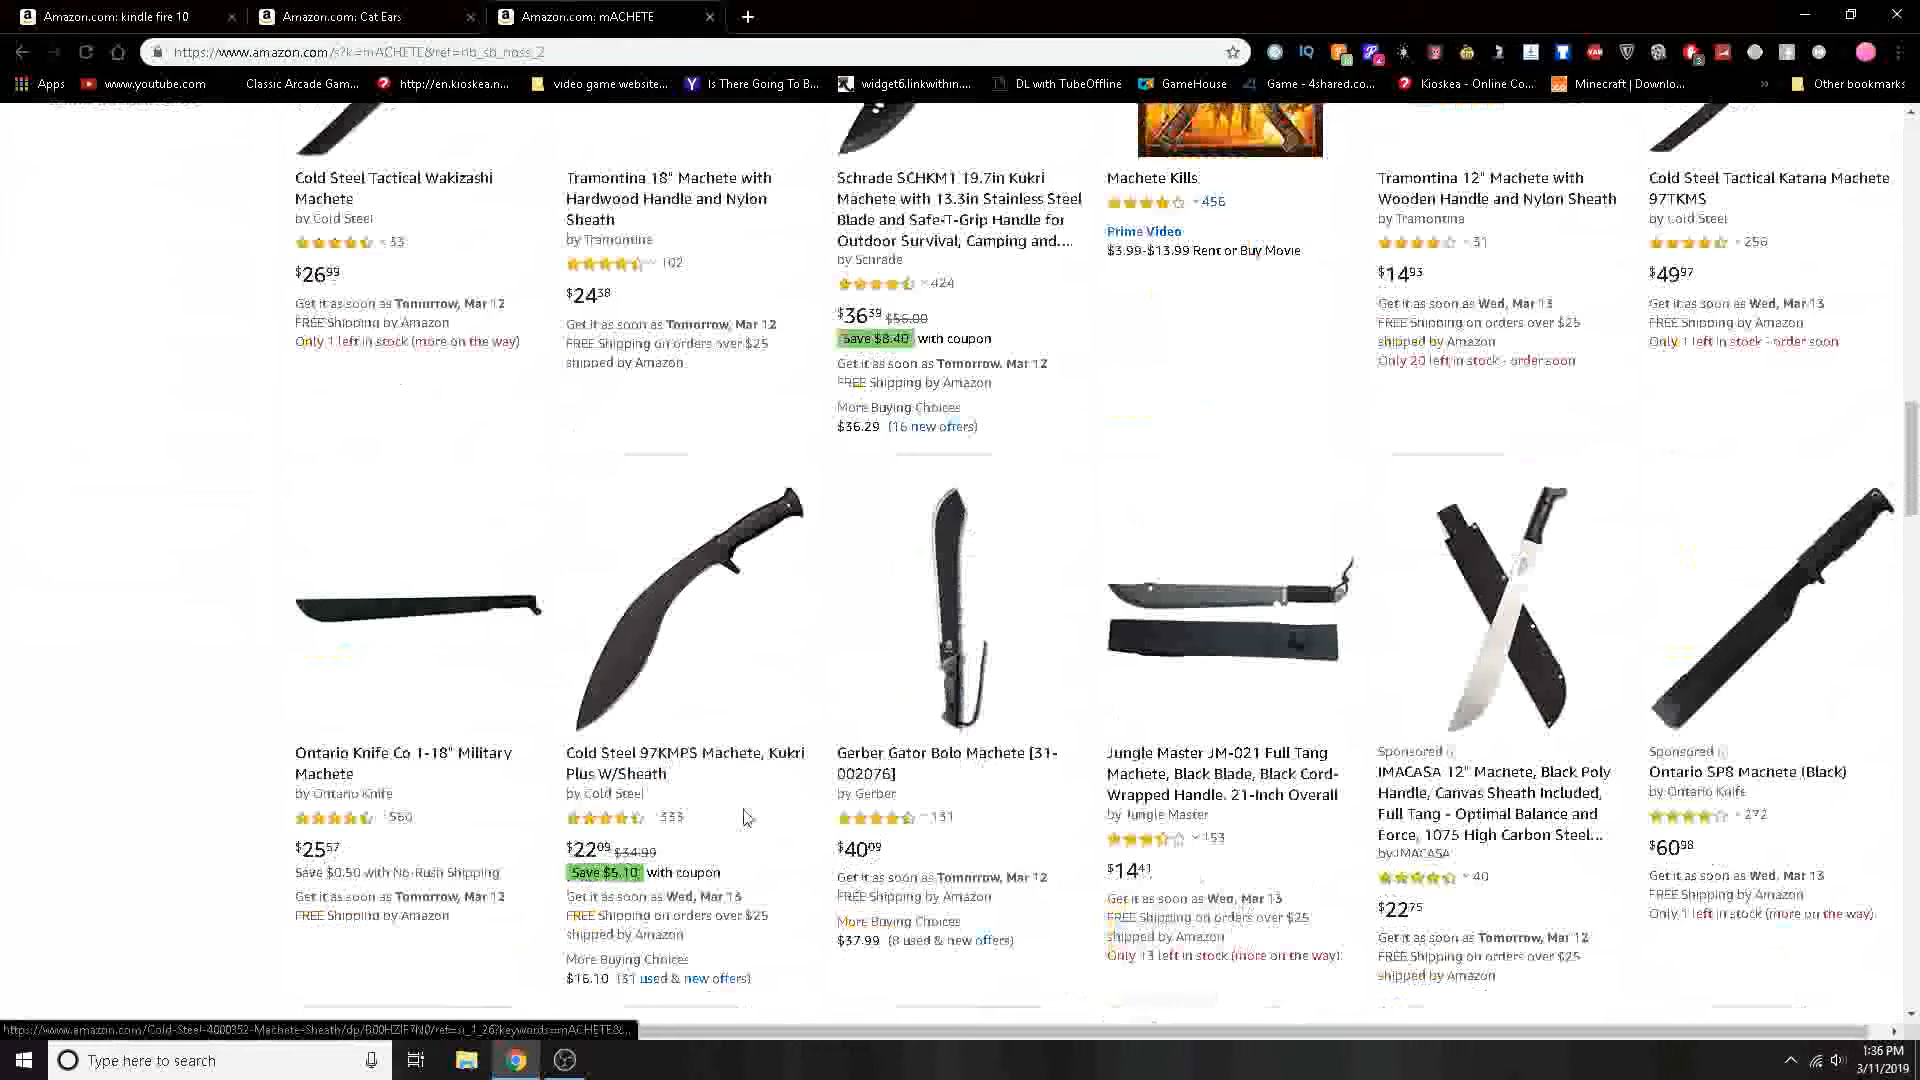 Amazon.com: kindle fire 10
Amazon.com: Cat Ears
Amazon.com: mACHETE
https://www.amazon.com/s?k=mACHETE&ref=nb_sb_noss_2
Apps
www.youtube.com
Classic Arcade Gam...
http://en.kioskea.n...
video game website...
Is There Going To B...
widget6.linkwithin....
DL with TubeOffline
GameHouse
Game - 4shared.co...
Kioskea - Online Co...
Minecraft | Downlo...
Other bookmarks
Cold Steel Tactical Wakizashi
Machete
by Cold Steel
53
$26.99
Get it as soon as Tomorrow, Mar 12
FREE Shipping by Amazon
Only 1 left in stock (more on the way)
Tramontina 18" Machete with
Hardwood Handle and Nylon
Sheath
by Tramontina
102
$24.38
Get it as soon as Tomorrow, Mar 12
FREE Shipping on orders over $25
shipped by Amazon
Schrade SCHKM1 19.7in Kukri
Machete with 13.3in Stainless Steel
Blade and Safe-T-Grip Handle for
Outdoor Survival, Camping and....
by Schrade
424
$36.39 $56.00
Save $8.40 with coupon
Get it as soon as Tomorrow, Mar 12
FREE Shipping by Amazon
More Buying Choices
$36.29 (16 new offers)
Machete Kills
456
Prime Video
$3.99-$13.99 Rent or Buy Movie
Tramontina 12" Machete with
Wooden Handle and Nylon Sheath
by Tramontina
31
$14.93
Get it as soon as Wed, Mar 13
FREE Shipping on orders over $25
shipped by Amazon
Only 20 left in stock - order soon
Cold Steel Tactical Katana Machete
97TKMS
by Cold Steel
256
$49.97
Get it as soon as Wed, Mar 13
FREE Shipping by Amazon
Only 1 left in stock - order soon
Ontario Knife Co 1-18" Military
Machete
by Ontario Knife
560
$25.57
Save $0.50 with No-Rush Shipping
Get it as soon as Tomorrow, Mar 12
FREE Shipping by Amazon
Cold Steel 97KMPS Machete, Kukri
Plus W/Sheath
by Cold Steel
333
$22.09 $34.99
Save $5.10 with coupon
Get it as soon as Wed, Mar 13
FREE Shipping on orders over $25
shipped by Amazon
More Buying Choices
$16.10 (31 used & new offers)
Gerber Gator Bolo Machete [31-
002076]
by Gerber
131
$40.09
Get it as soon as Tomorrow, Mar 12
FREE Shipping by Amazon
More Buying Choices
$37.99 (8 used & new offers)
Jungle Master JM-021 Full Tang
Machete, Black Blade, Black Cord-
Wrapped Handle, 21-Inch Overall
by Jungle Master
153
$14.41
Get it as soon as Wed, Mar 13
FREE Shipping on orders over $25
shipped by Amazon
Only 13 left in stock (more on the way).
Sponsored
IMACASA 12" Machete, Black Poly
Handle, Canvas Sheath Included,
Full Tang - Optimal Balance and
Force, 1075 High Carbon Steel...
by IMACASA
40
$22.75
Get it as soon as Tomorrow, Mar 12
FREE Shipping on orders over $25
shipped by Amazon
Sponsored
Ontario SP8 Machete (Black)
by Ontario Knife
272
$60.98
Get it as soon as Wed, Mar 13
FREE Shipping by Amazon
Only 1 left in stock (more on the way).
Type here to search
1:36 PM
3/11/2019